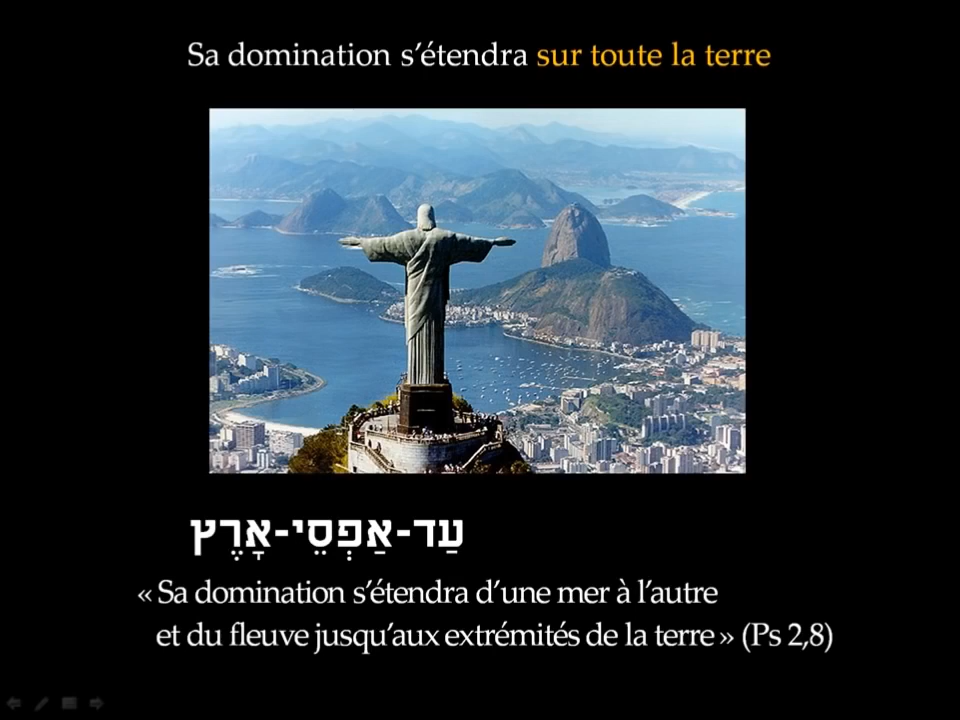 Sa domination s’étendra sur toute la terre
עַד-אַפְסֵי-אָרֶץ
« Sa domination s’étendra d’une mer à l’autre
et du fleuve jusqu’aux extrémités de la terre » (Ps 2,8)